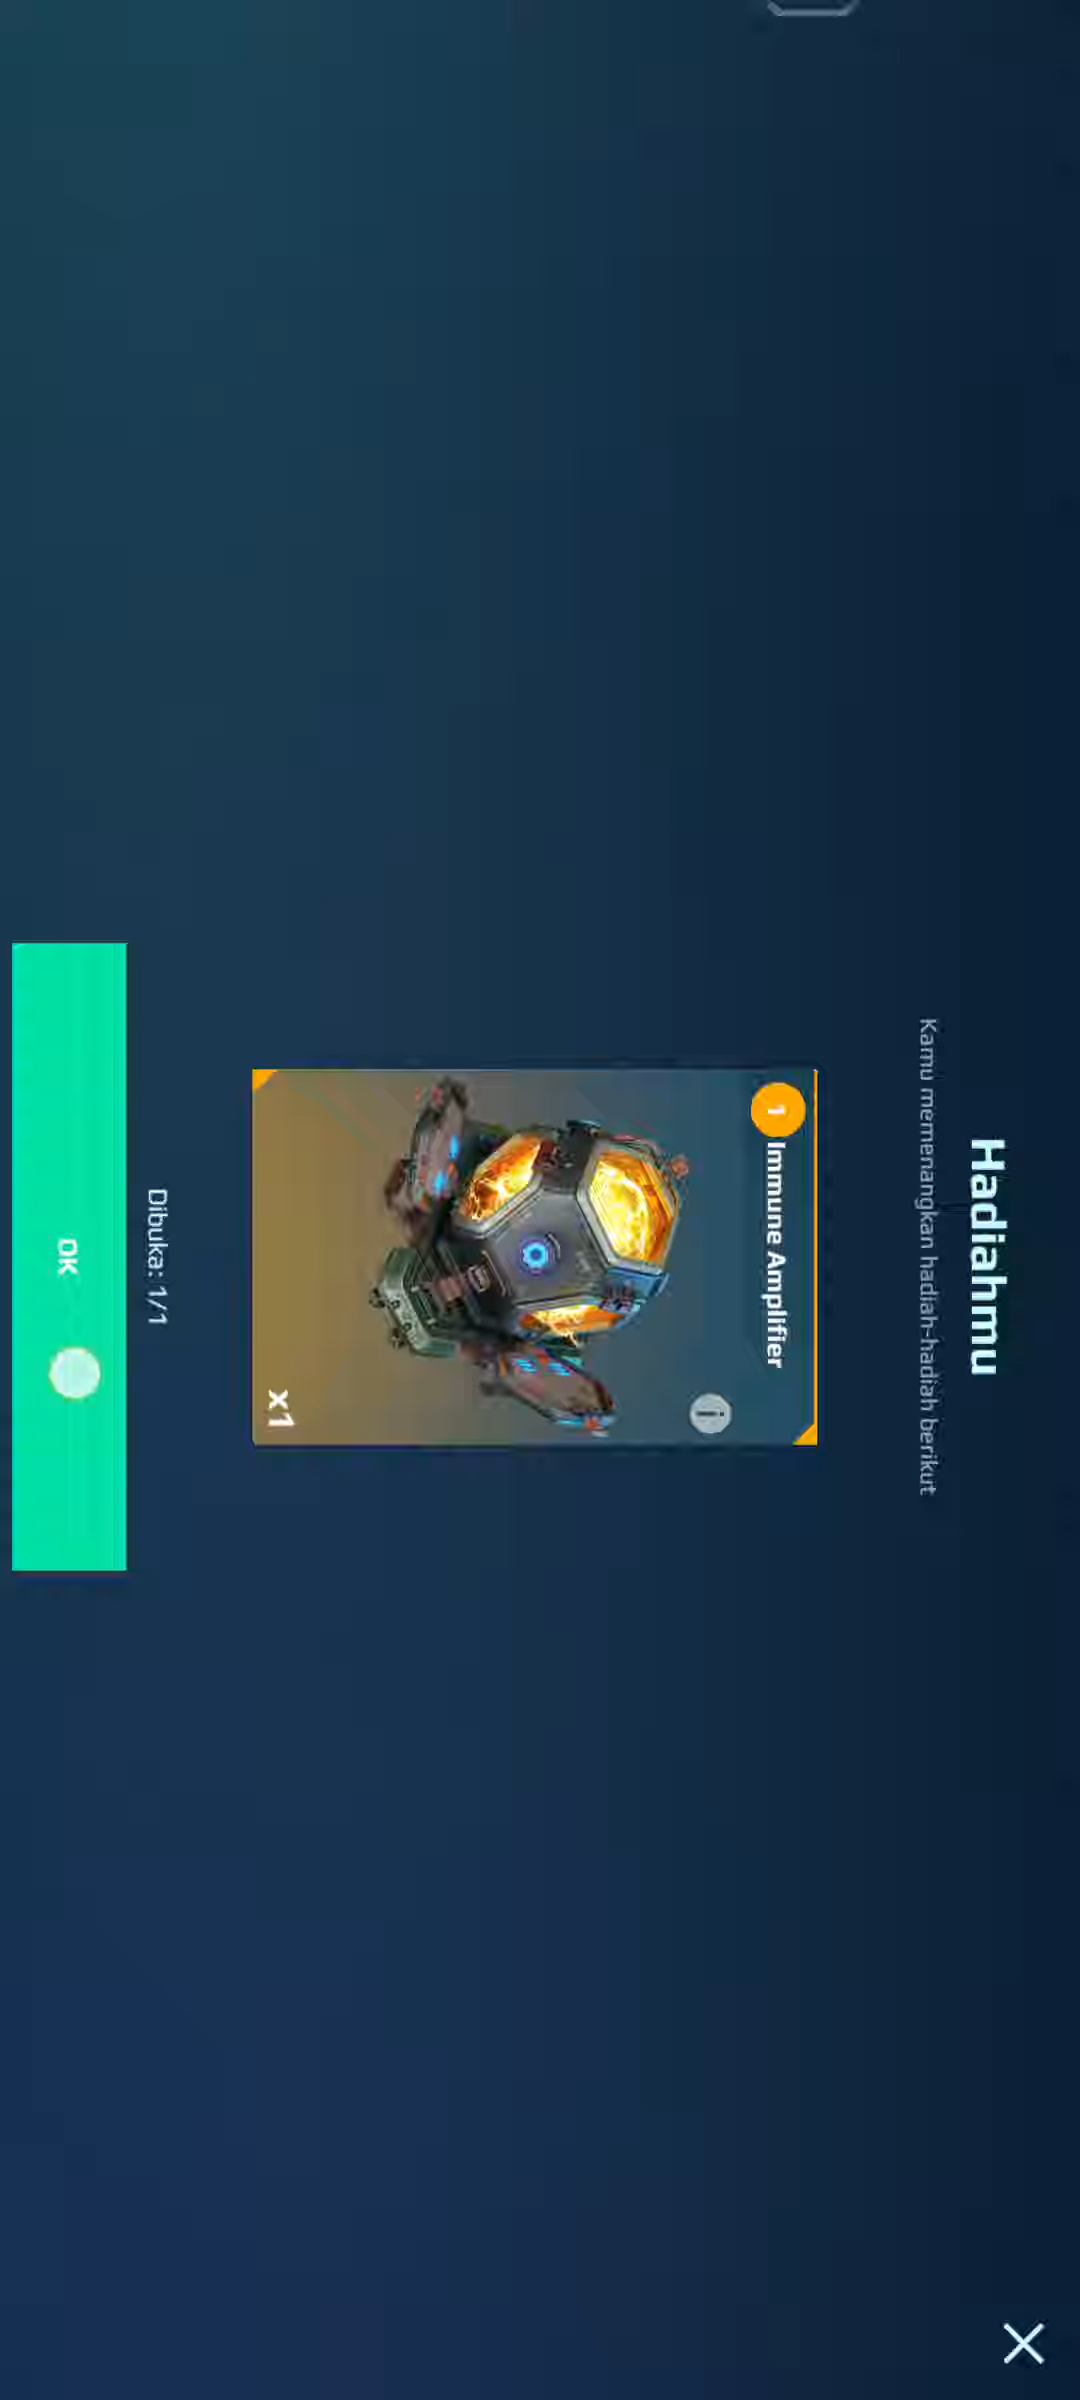 Hadiahmu
Kamu memenangkan hadiah-hadiah berikut
1 Immune Amplifier
x1
Dibuka: 1/1
OK